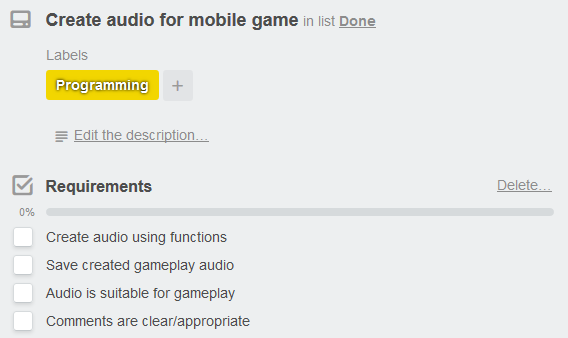 Create audio for mobile game in list Done
Labels
Programming +
Edit the description...
Requirements Delete...
0%
Create audio using functions
Save created gameplay audio
Audio is suitable for gameplay
Comments are clear/appropriate